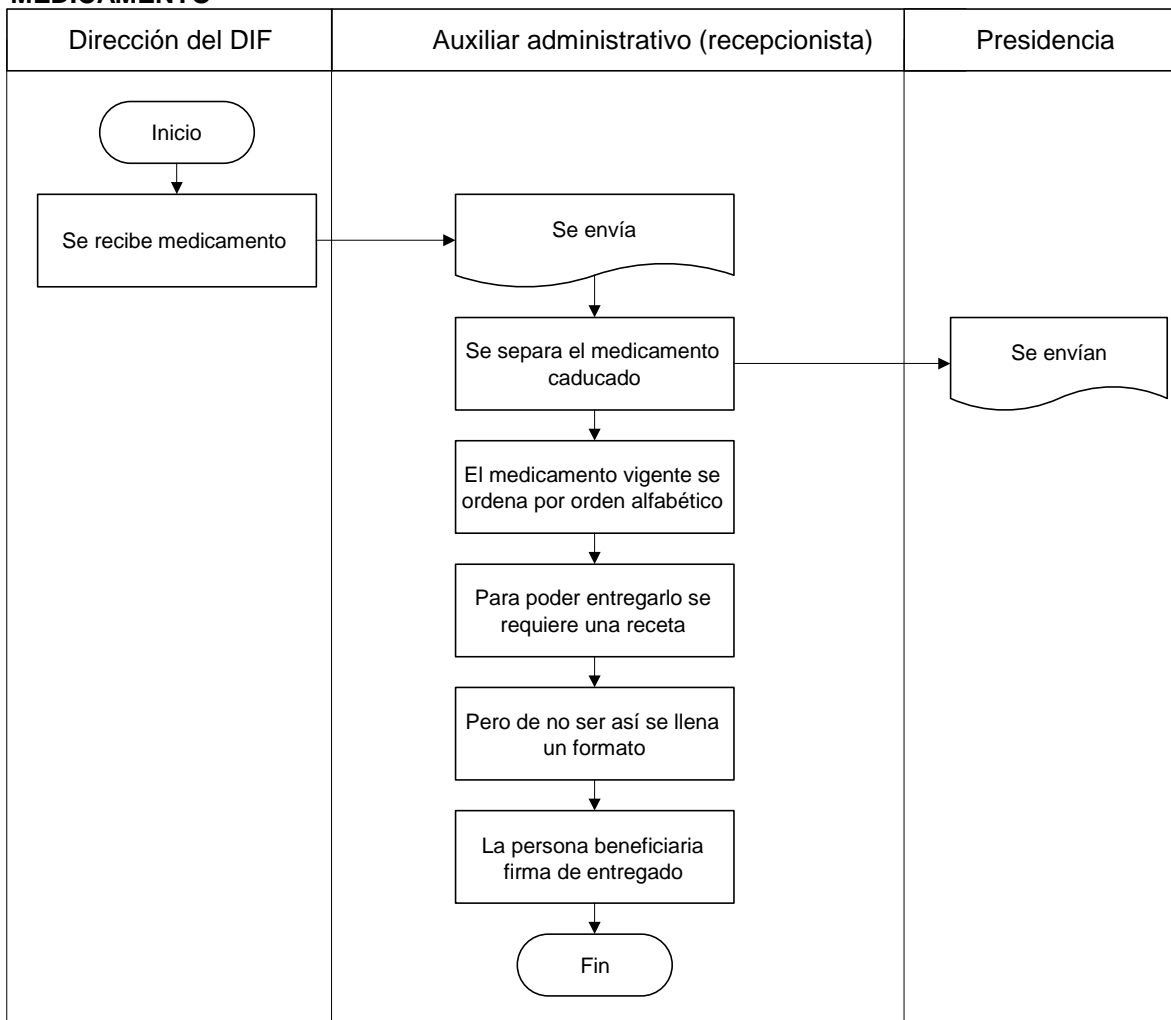 MEDICAMENTO
Dirección del DIF
Auxiliar administrativo (recepcionista)
Presidencia
Inicio
Se recibe medicamento
Se envía
Se separa el medicamento
caducado
Se envían
El medicamento vigente se
ordena por orden alfabético
Para poder entregarlo se
requiere una receta
Pero de no ser así se llena
un formato
La persona beneficiaria
firma de entregado
Fin